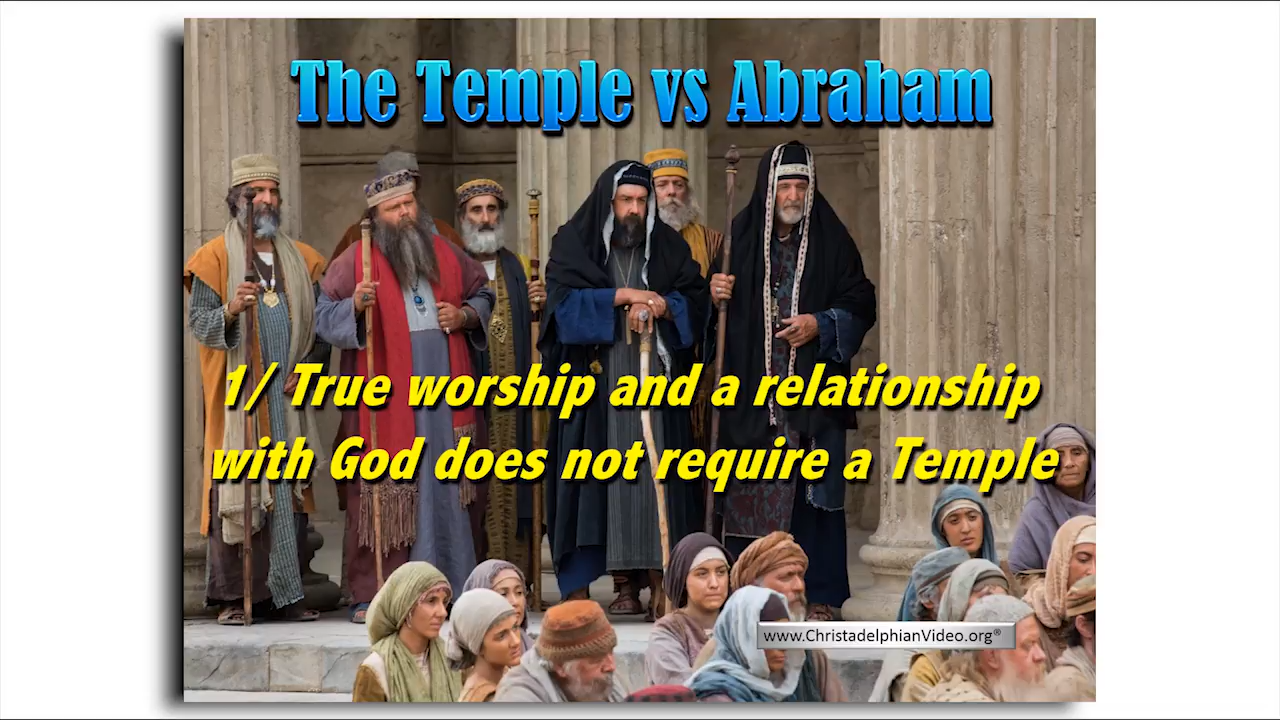 The Temple vs Abraham
1/ True worship and a relationship
with God does not require a Temple
www.ChristadelphianVideo.org®